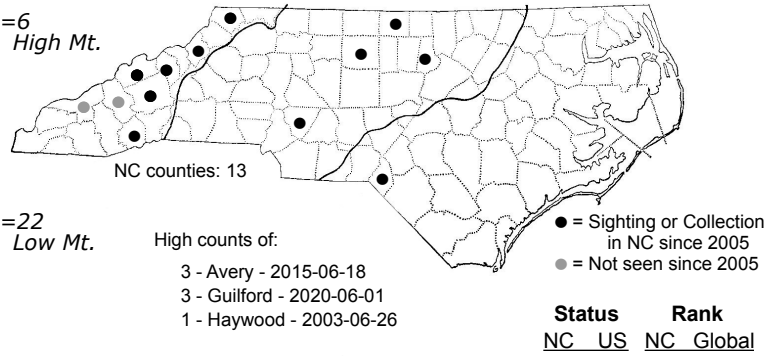 =6
High Mt.
NC counties: 13
=22
Low Mt.
High counts of:
3 - Avery - 2015-06-18
3 - Guilford - 2020-06-01
1 - Haywood - 2003-06-26
= Sighting or Collection
in NC since 2005
= Not seen since 2005
Status Rank
NC US NC Global